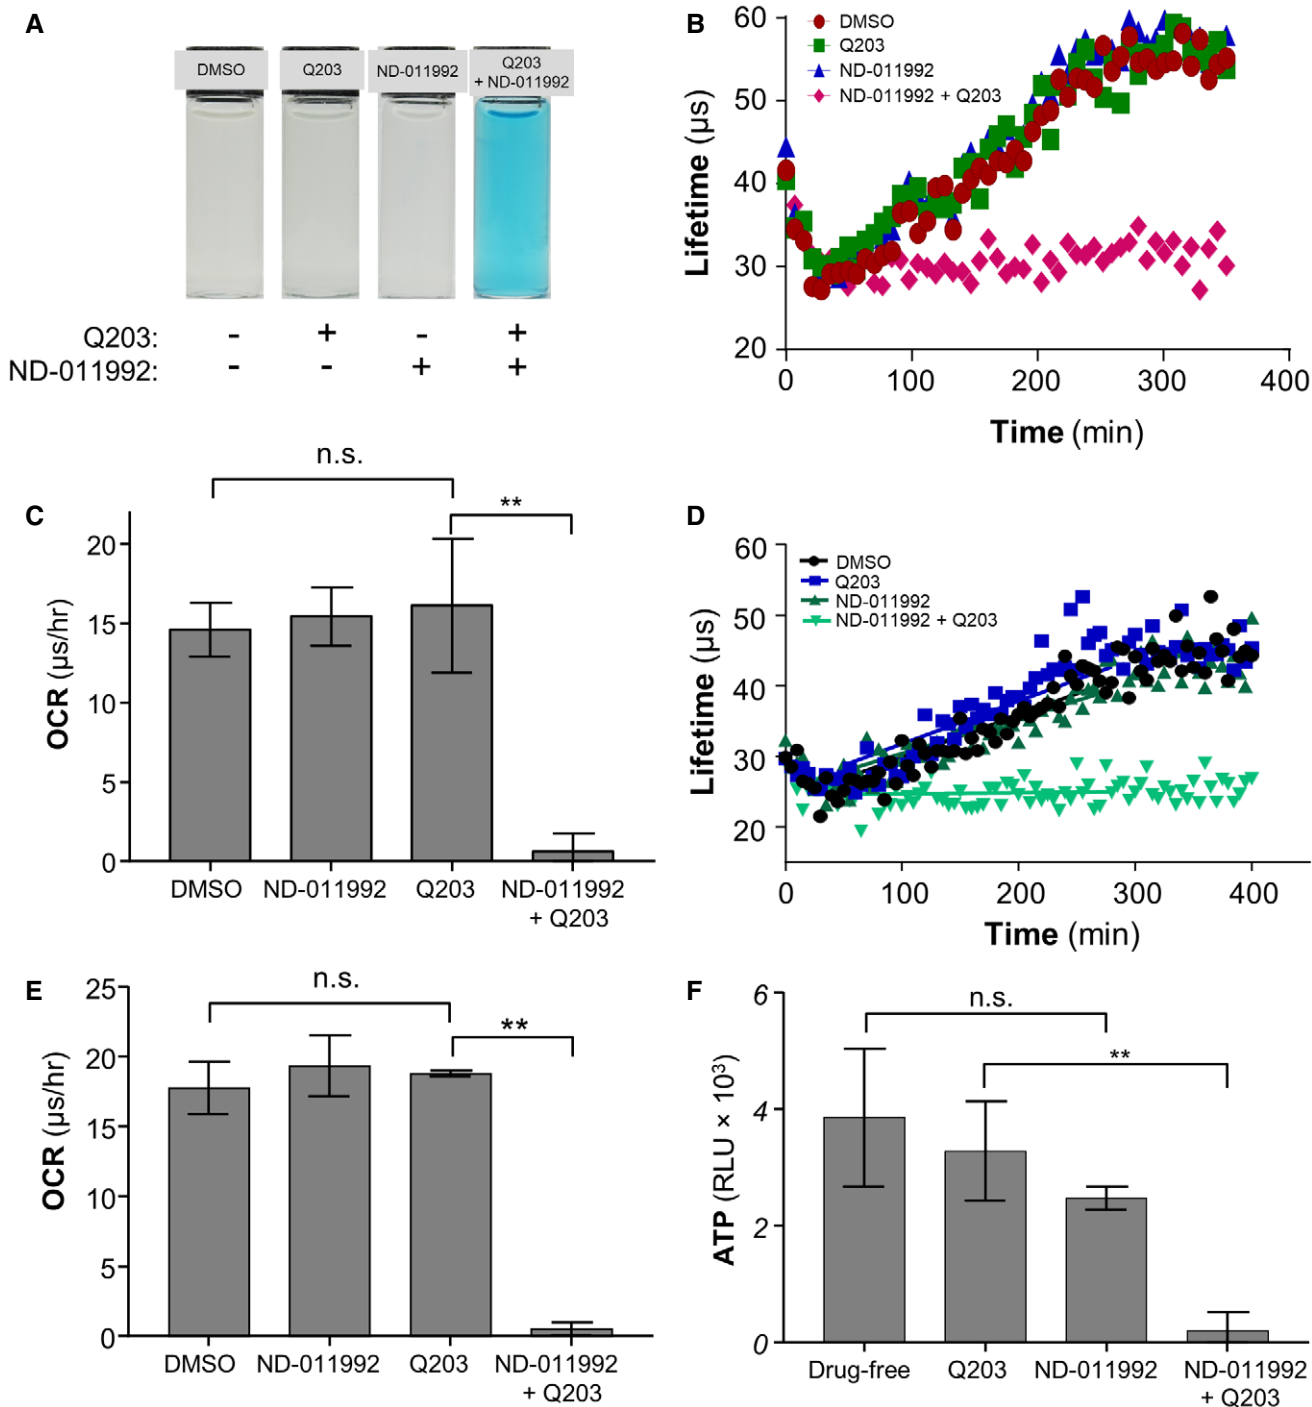 A
DMSO
Q203
ND-011992
Q203
+ ND-011992
Q203: - + - +
ND-011992: - - + +
B
Lifetime (µs)
60
50
40
30
20
DMSO
Q203
ND-011992
ND-011992 + Q203
0 100 200 300 400
Time (min)
C
n.s.
**
OCR (µs/hr)
20
15
10
5
0
DMSO ND-011992 Q203 ND-011992
+ Q203
D
Lifetime (µs)
60
50
40
30
20
DMSO
Q203
ND-011992
ND-011992 + Q203
0 100 200 300 400
Time (min)
E
n.s.
**
OCR (µs/hr)
25
20
15
10
5
0
DMSO ND-011992 Q203 ND-011992
+ Q203
F
n.s.
**
ATP (RLU × 10³)
6
4
2
0
Drug-free Q203 ND-011992 ND-011992
+ Q203